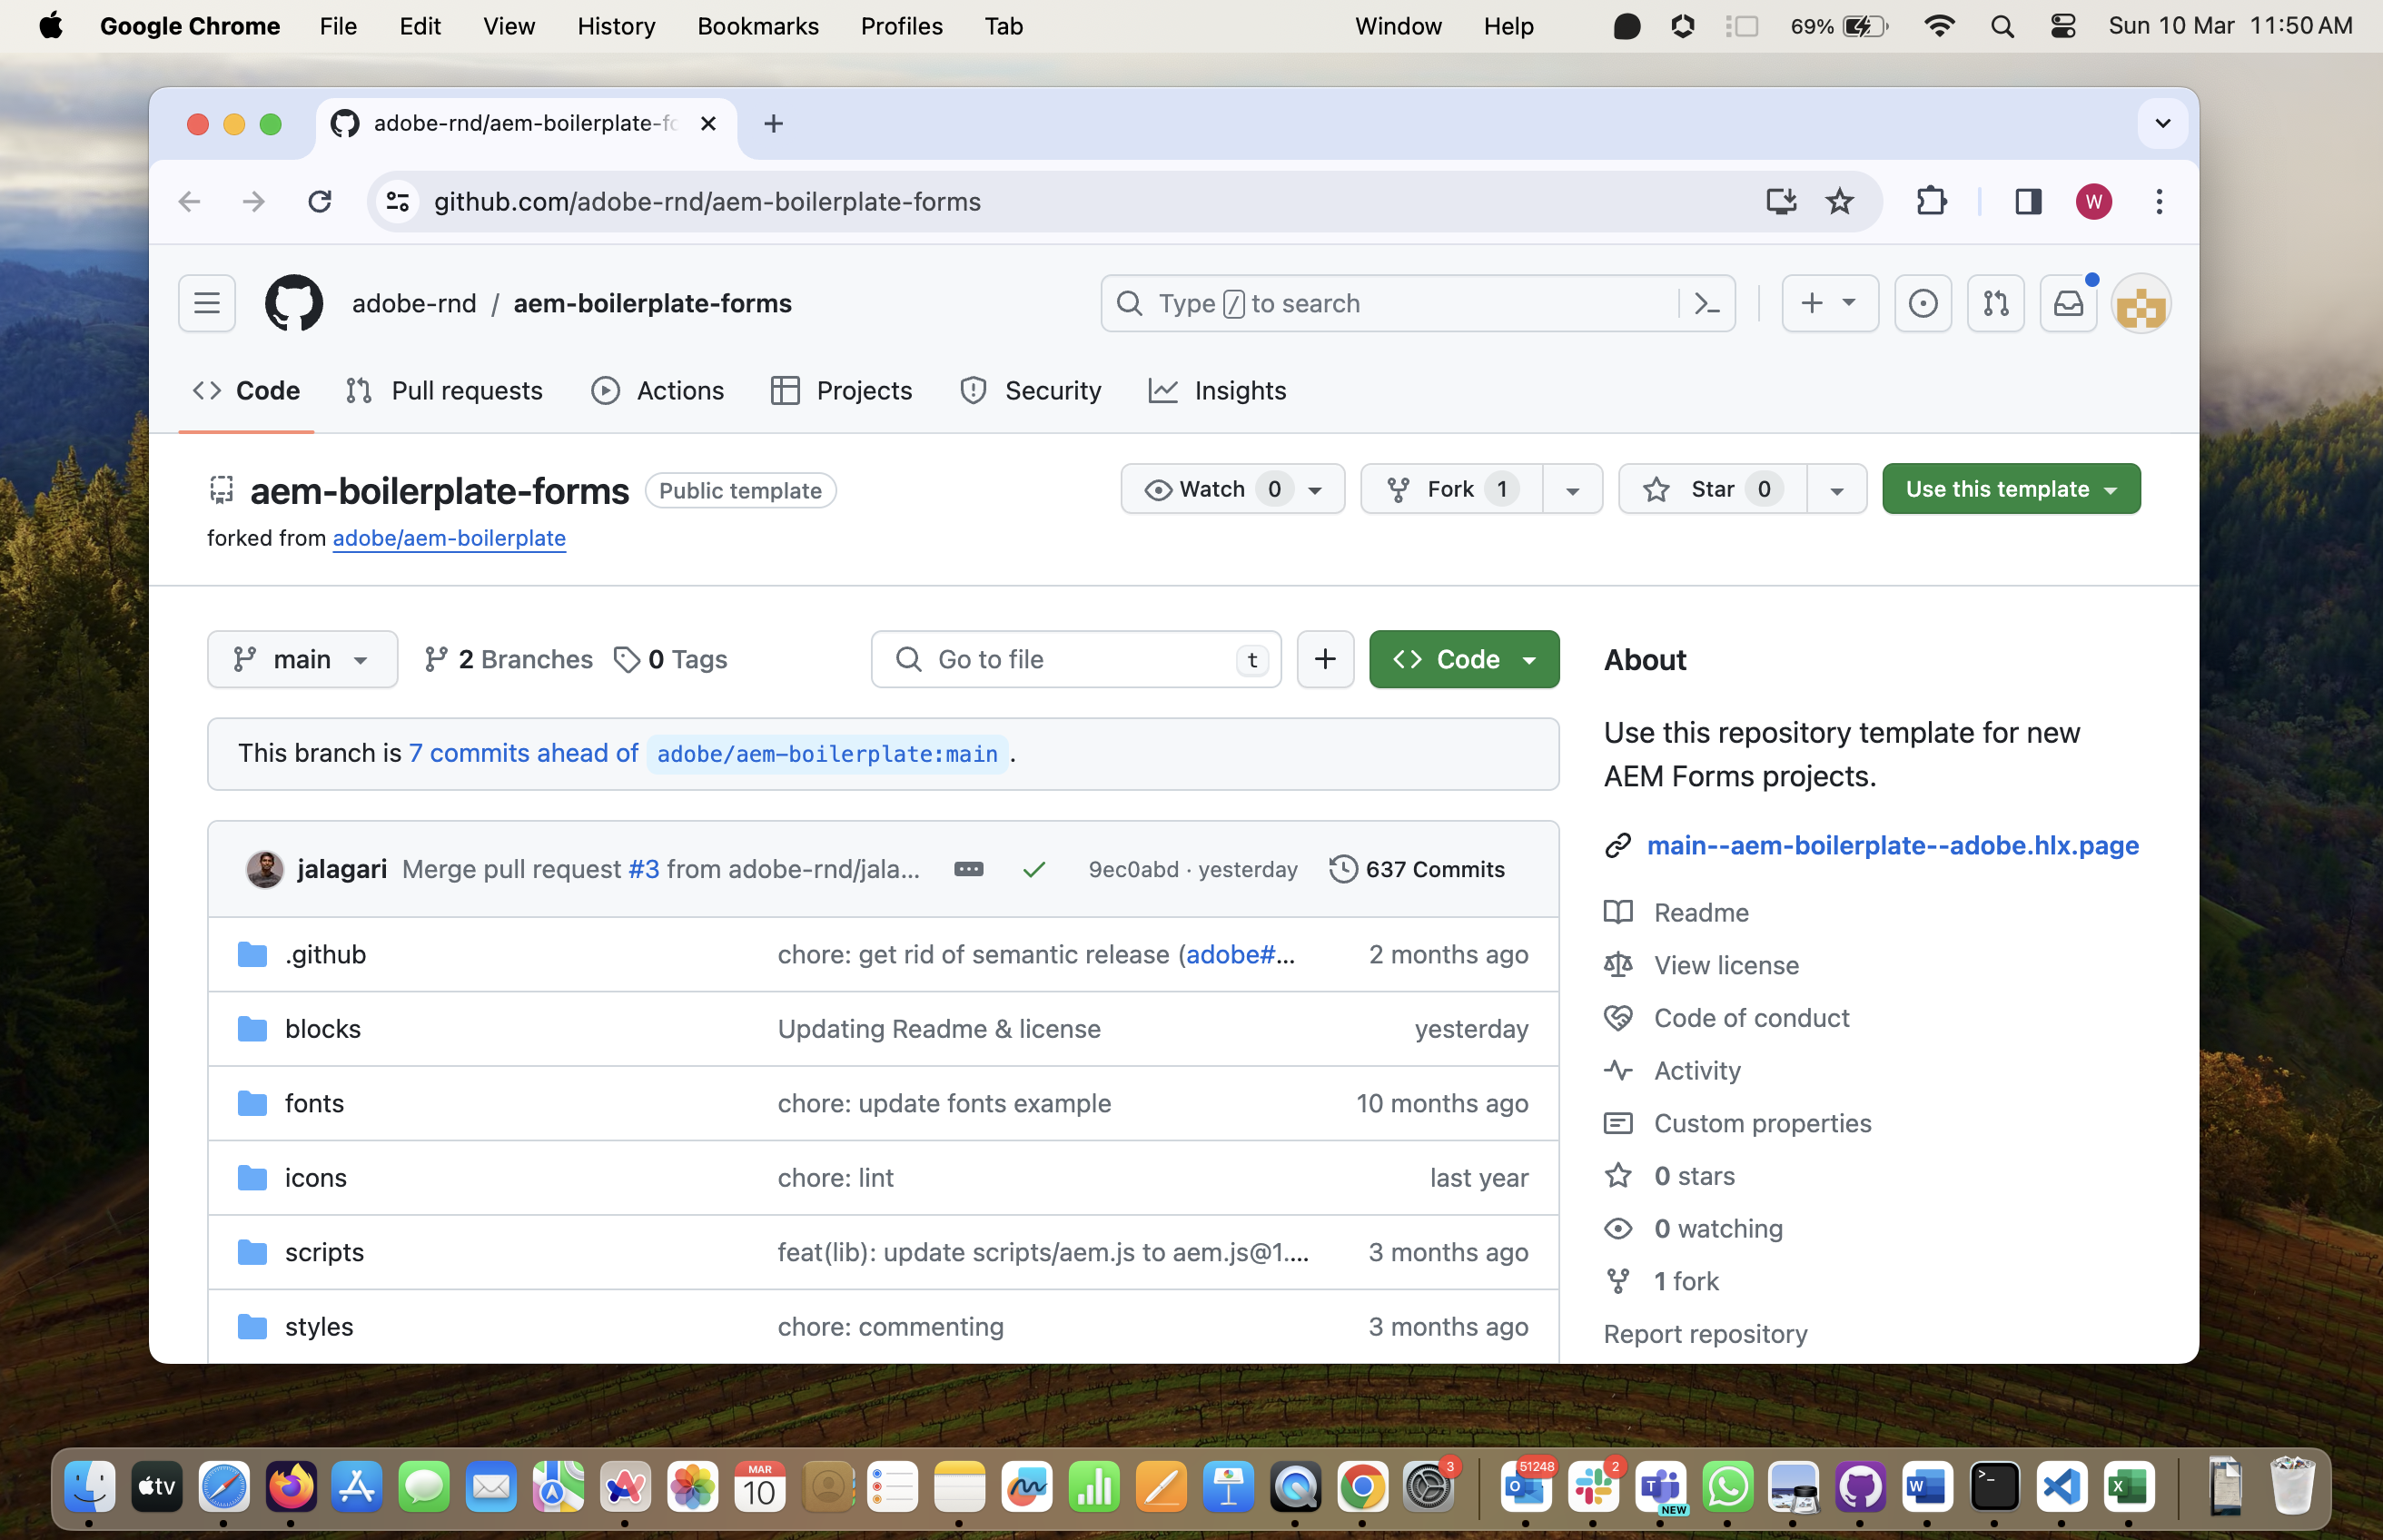 Google Chrome File Edit View History Bookmarks Profiles Tab Window Help 69% Sun 10 Mar 11:50 AM
adobe-rnd/aem-boilerplate-fo
github.com/adobe-rnd/aem-boilerplate-forms W
adobe-rnd / aem-boilerplate-forms Type / to search
Code Pull requests Actions Projects Security Insights
aem-boilerplate-forms Public template Watch 0 Fork 1 Star 0 Use this template
forked from adobe/aem-boilerplate
main 2 Branches 0 Tags Go to file t Code
This branch is 7 commits ahead of adobe/aem-boilerplate:main .
jalagari Merge pull request #3 from adobe-rnd/jala... 9ec0abd · yesterday 637 Commits
.github chore: get rid of semantic release (adobe#... 2 months ago
blocks Updating Readme & license yesterday
fonts chore: update fonts example 10 months ago
icons chore: lint last year
scripts feat(lib): update scripts/aem.js to aem.js@1.... 3 months ago
styles chore: commenting 3 months ago
About
Use this repository template for new
AEM Forms projects.
main--aem-boilerplate--adobe.hlx.page
Readme
View license
Code of conduct
Activity
Custom properties
0 stars
0 watching
1 fork
Report repository
tv MAR 10 3 51248 2 NEW W X